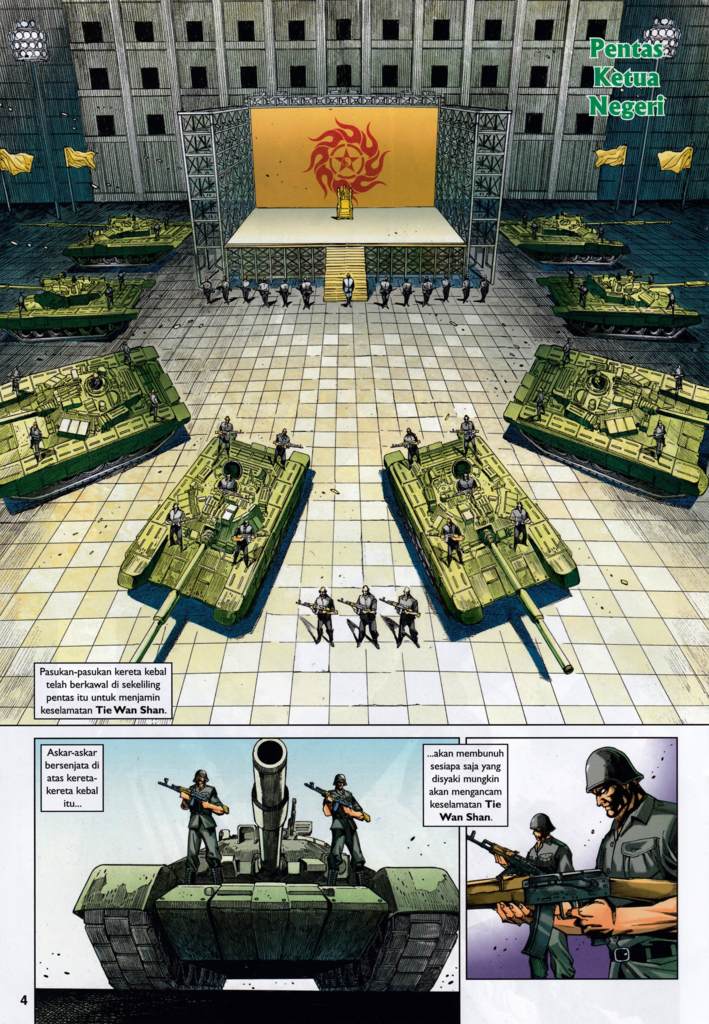 Pentas
Ketua
Negeri
Pasukan-pasukan kereta kebal
telah berkawal di sekeliling
pentas itu untuk menjamin
keselamatan Tie Wan Shan.
Askar-askar
bersenjata di
atas kereta-
kereta kebal
itu...
...akan membunuh
sesiapa saja yang
disyaki mungkin
akan mengancam
keselamatan Tie
Wan Shan.
4